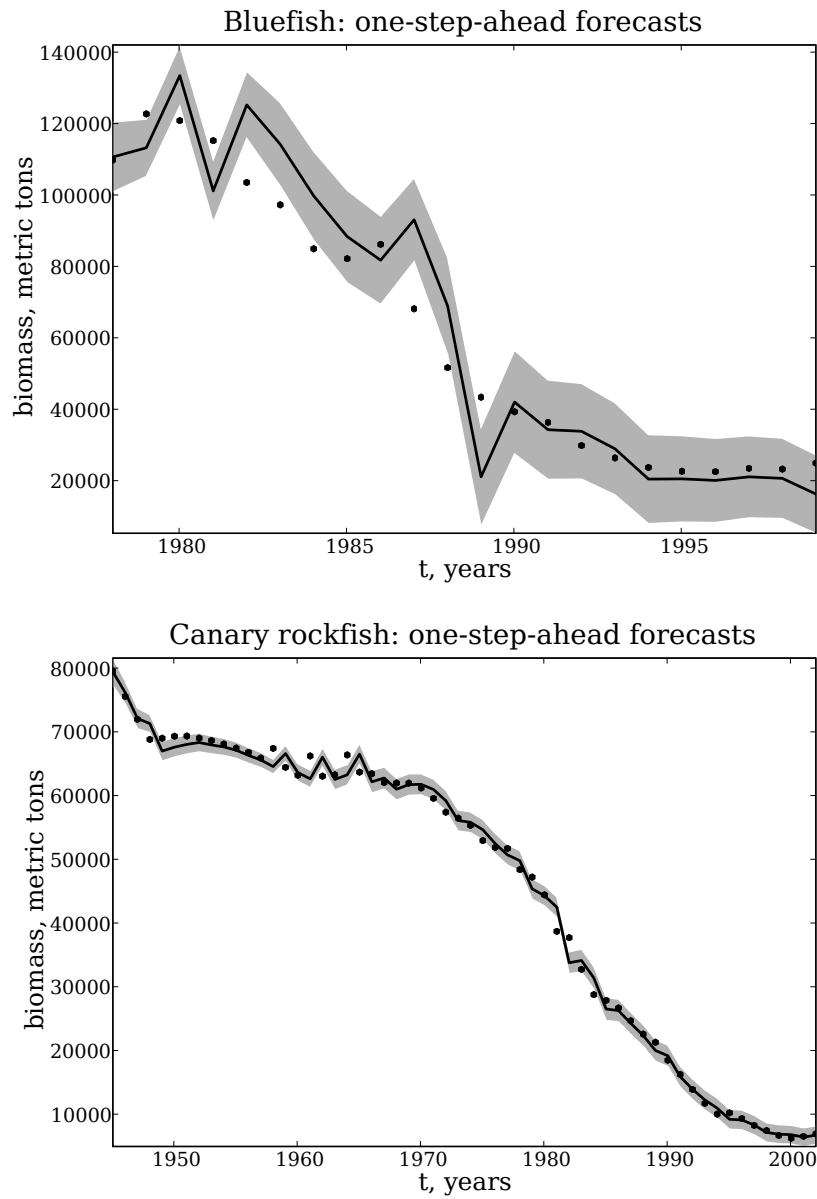 Bluefish: one-step-ahead forecasts
140000
120000
100000
80000
60000
40000
20000
biomass, metric tons
1980 1985 1990 1995
t, years
Canary rockfish: one-step-ahead forecasts
80000
70000
60000
50000
40000
30000
20000
10000
biomass, metric tons
1950 1960 1970 1980 1990 2000
t, years